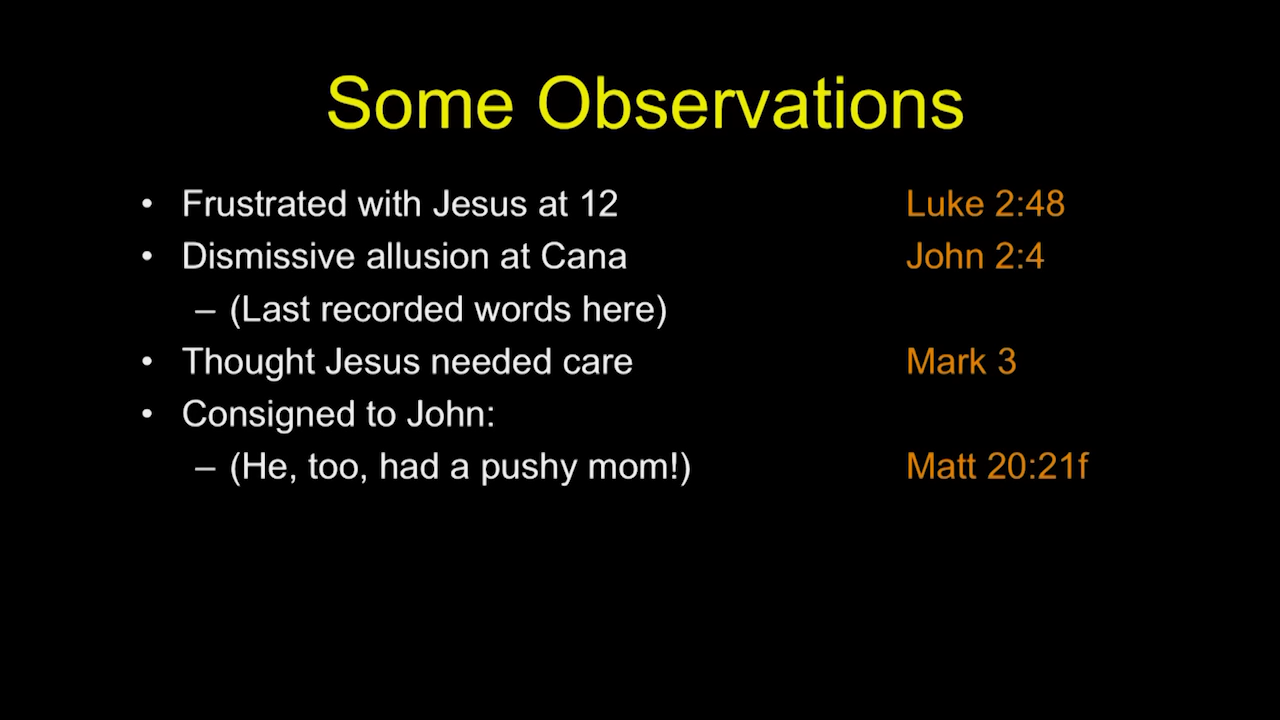 Some Observations
• Frustrated with Jesus at 12 Luke 2:48
• Dismissive allusion at Cana John 2:4
– (Last recorded words here)
• Thought Jesus needed care Mark 3
• Consigned to John:
– (He, too, had a pushy mom!) Matt 20:21f